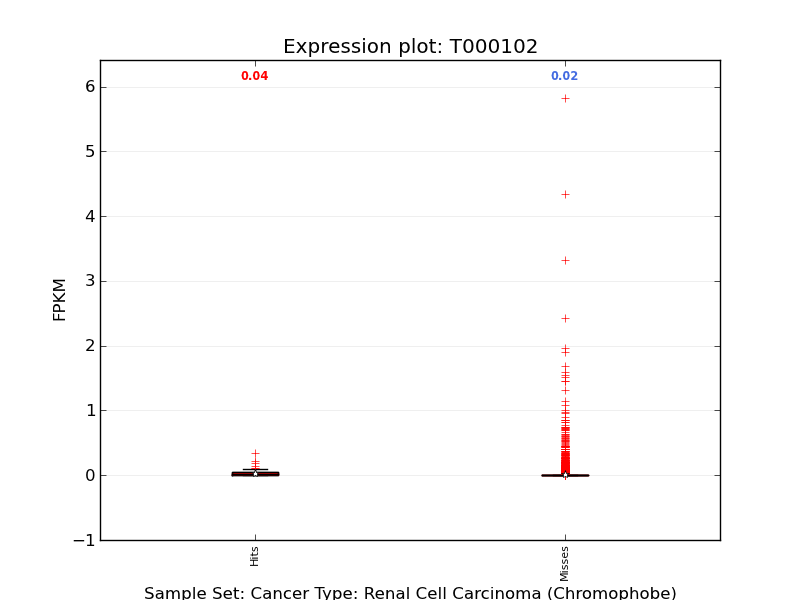 Expression plot: T000102
0.04
0.02
6
5
4
3
2
1
0
−1
FPKM
Hits
Misses
Sample Set: Cancer Type: Renal Cell Carcinoma (Chromophobe)